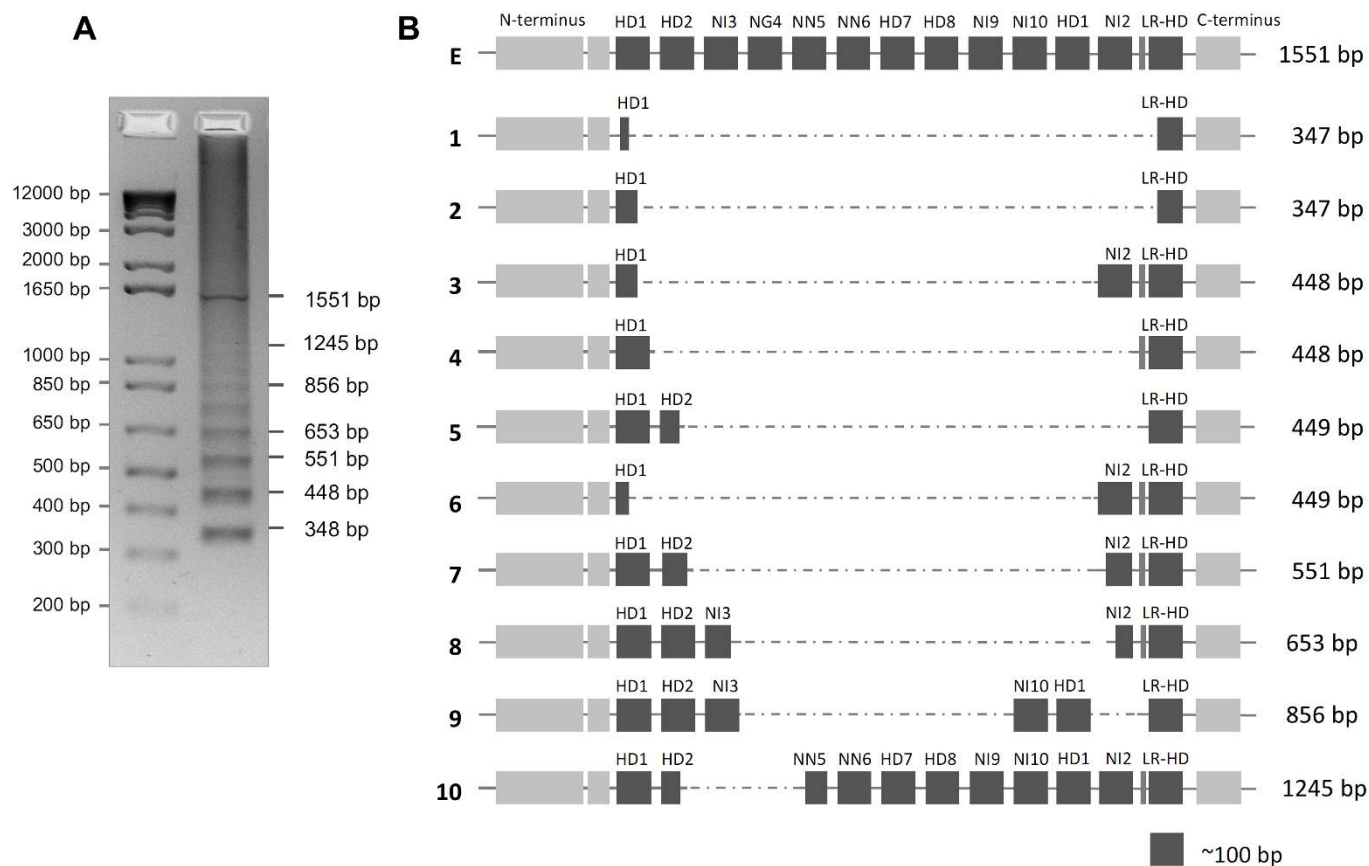 A
12000 bp
3000 bp
2000 bp
1650 bp
1000 bp
850 bp
650 bp
500 bp
400 bp
300 bp
200 bp
1551 bp
1245 bp
856 bp
653 bp
551 bp
448 bp
348 bp
B
N-terminus HD1 HD2 NI3 NG4 NN5 NN6 HD7 HD8 NI9 NI10 HD1 NI2 LR-HD C-terminus
E 1551 bp
HD1 LR-HD
1 347 bp
HD1 LR-HD
2 347 bp
HD1 NI2 LR-HD
3 448 bp
HD1 LR-HD
4 448 bp
HD1 HD2 LR-HD
5 449 bp
HD1 NI2 LR-HD
6 449 bp
HD1 HD2 NI2 LR-HD
7 551 bp
HD1 HD2 NI3 NI2 LR-HD
8 653 bp
HD1 HD2 NI3 NI10 HD1 LR-HD
9 856 bp
HD1 HD2 NN5 NN6 HD7 HD8 NI9 NI10 HD1 NI2 LR-HD
10 1245 bp
~100 bp